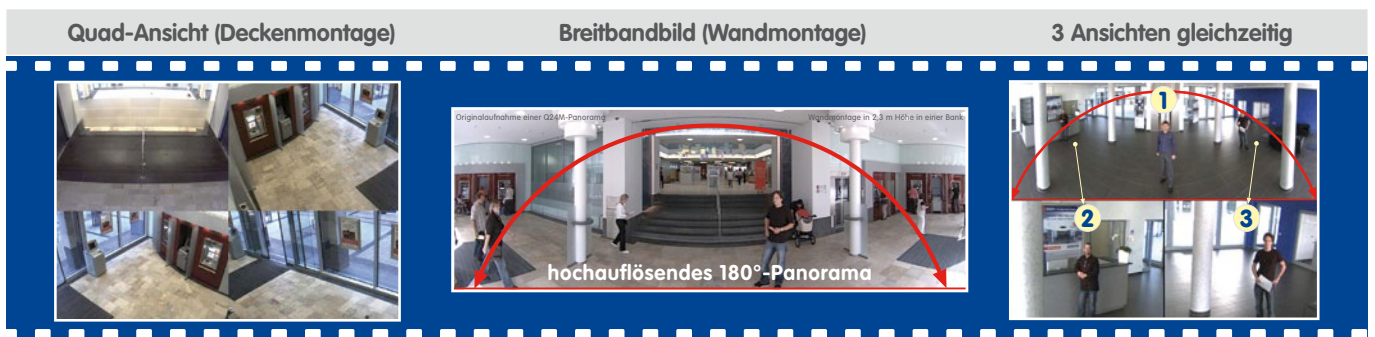 Quad-Ansicht (Deckenmontage)
Breitbandbild (Wandmontage)
3 Ansichten gleichzeitig
Originalaufnahme einer Q24M-Panorama
Wandmontage in 2,3 m Höhe in einer Bank
hochauflösendes 180°-Panorama
1
2
3